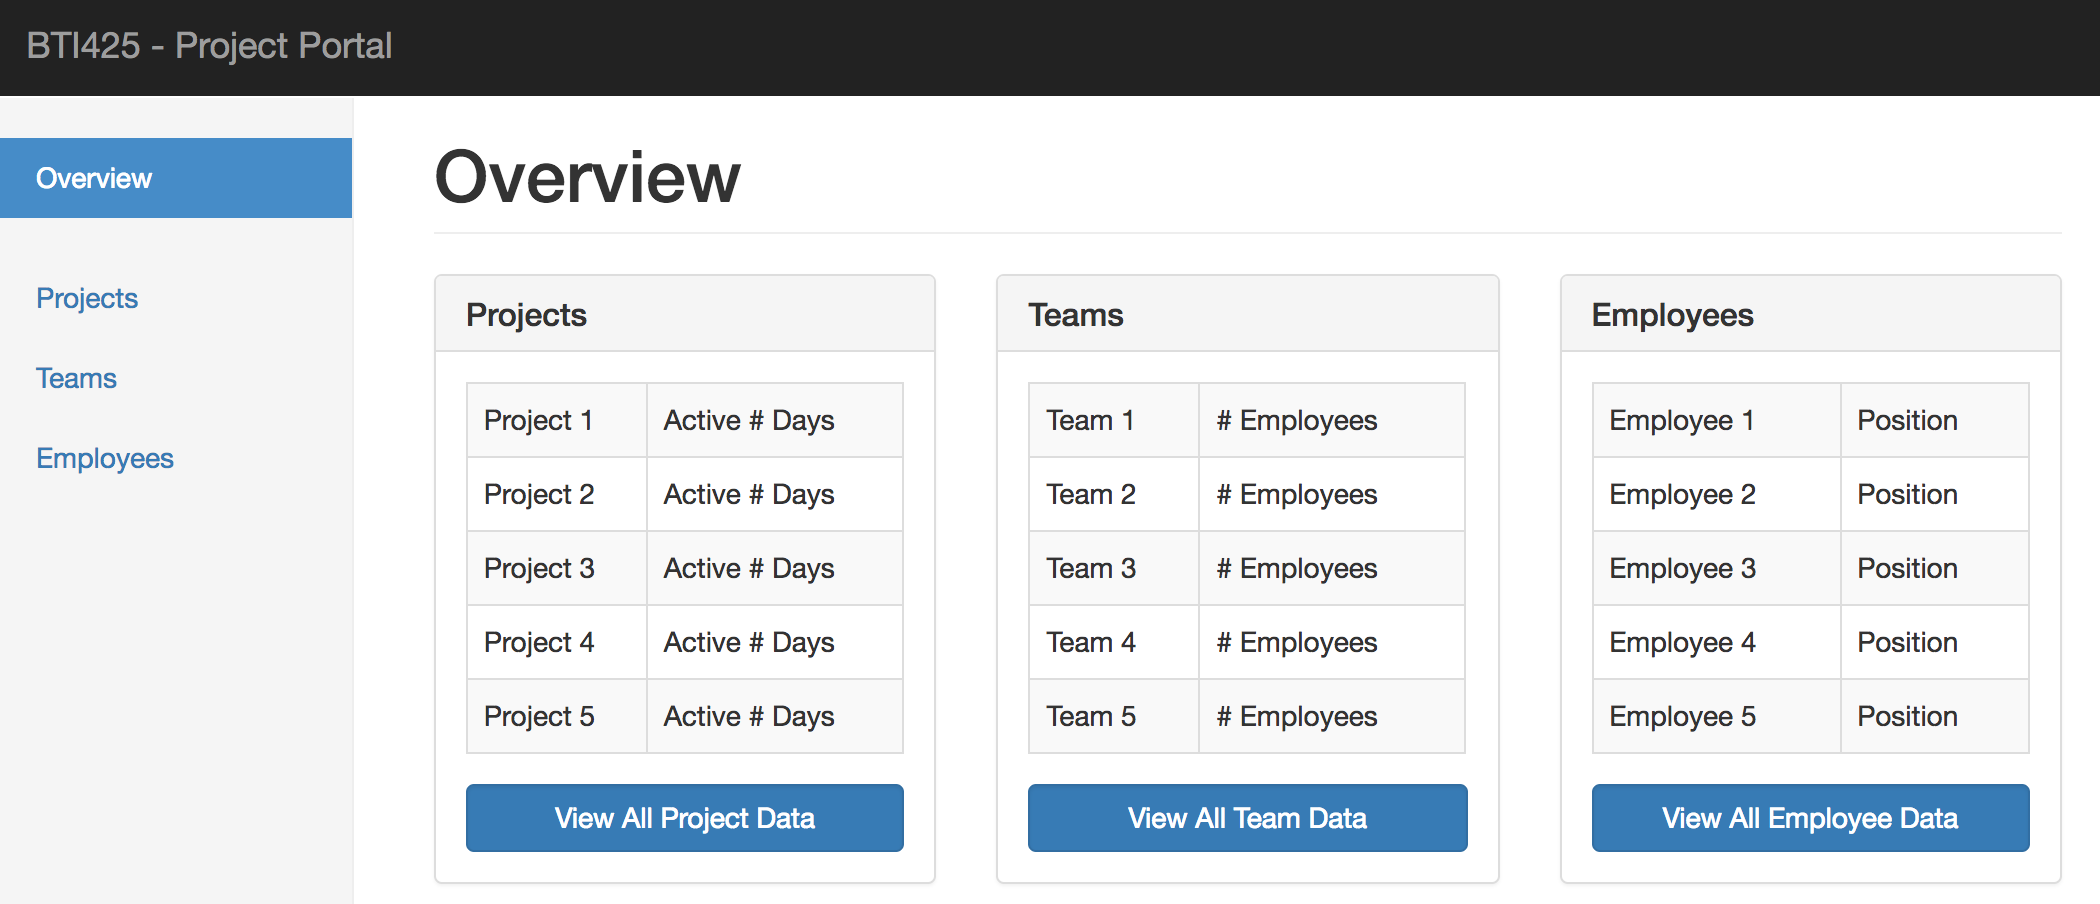 BTI425 - Project Portal
Overview
Projects
Teams
Employees
Overview
Projects
Project 1 Active # Days
Project 2 Active # Days
Project 3 Active # Days
Project 4 Active # Days
Project 5 Active # Days
View All Project Data
Teams
Team 1 # Employees
Team 2 # Employees
Team 3 # Employees
Team 4 # Employees
Team 5 # Employees
View All Team Data
Employees
Employee 1 Position
Employee 2 Position
Employee 3 Position
Employee 4 Position
Employee 5 Position
View All Employee Data